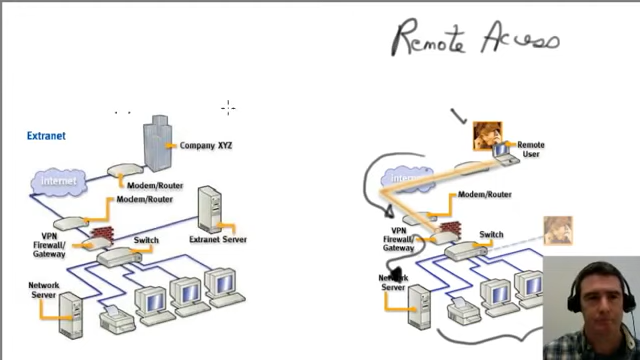 Remote Access
Extranet
Company XYZ
Internet
Modem/Router
Modem/Router
VPN
Firewall/
Gateway
Switch
Extranet Server
Network
Server
Remote
User
Internet
Modem/Router
VPN
Firewall/
Gateway
Switch
Network
Server